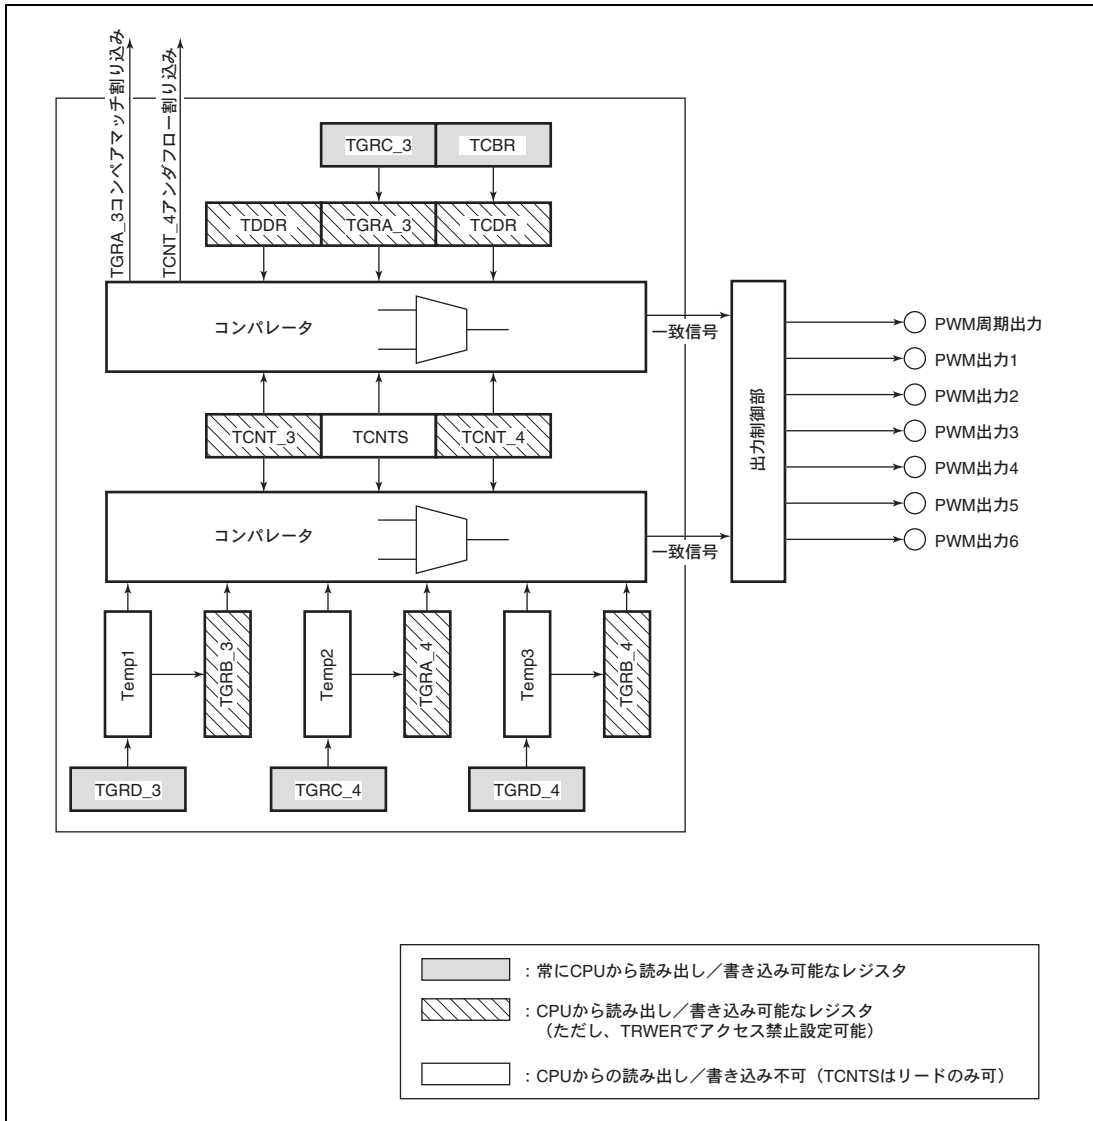 TGRA_3コンペアマッチ割り込み
TCNT_4アンダフロー割り込み
TGRC_3
TCBR
TDDR
TGRA_3
TCDR
コンパレータ
一致信号
TCNT_3
TCNTS
TCNT_4
コンパレータ
一致信号
Temp1
TGRB_3
Temp2
TGRA_4
Temp3
TGRB_4
TGRD_3
TGRC_4
TGRD_4
出力制御部
PWM周期出力
PWM出力1
PWM出力2
PWM出力3
PWM出力4
PWM出力5
PWM出力6
：常にCPUから読み出し／書き込み可能なレジスタ
：CPUから読み出し／書き込み可能なレジスタ
（ただし、TRWERでアクセス禁止設定可能）
：CPUからの読み出し／書き込み不可（TCNTSはリードのみ可）